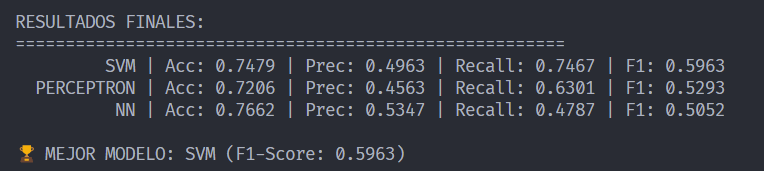 RESULTADOS FINALES:
=======================================================
SVM | Acc: 0.7479 | Prec: 0.4963 | Recall: 0.7467 | F1: 0.5963
PERCEPTRON | Acc: 0.7206 | Prec: 0.4563 | Recall: 0.6301 | F1: 0.5293
NN | Acc: 0.7662 | Prec: 0.5347 | Recall: 0.4787 | F1: 0.5052
🏆 MEJOR MODELO: SVM (F1-Score: 0.5963)